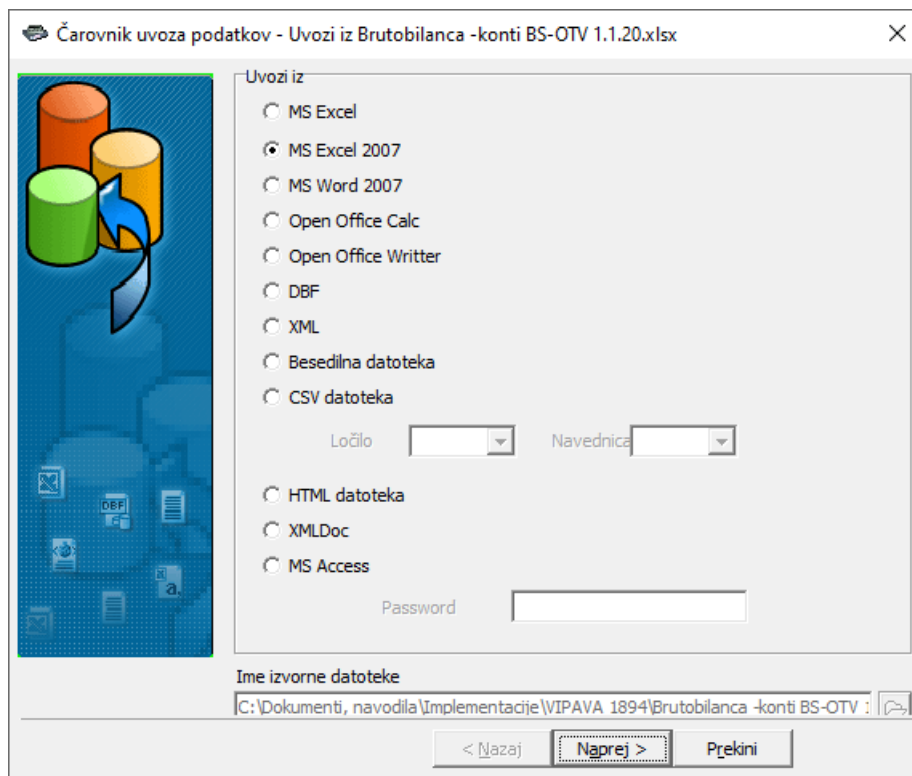 Čarovnik uvoza podatkov - Uvozi iz Brutobilanca -konti BS-OTV 1.1.20.xlsx
Uvozi iz
MS Excel
MS Excel 2007
MS Word 2007
Open Office Calc
Open Office Writter
DBF
XML
Besedilna datoteka
CSV datoteka
Ločilo Navednica
HTML datoteka
XMLDoc
MS Access
Password
DBF
a.
Ime izvorne datoteke
C:\Dokumenti, navodila\Implementacije\VIPAVA 1894\Brutobilanca -konti BS-OTV 1
< Nazaj Naprej > Prekini